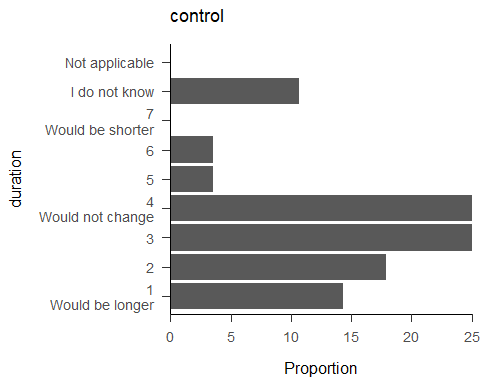 control
duration
Not applicable
I do not know
7
Would be shorter
6
5
4
Would not change
3
2
1
Would be longer
0 5 10 15 20 25
Proportion